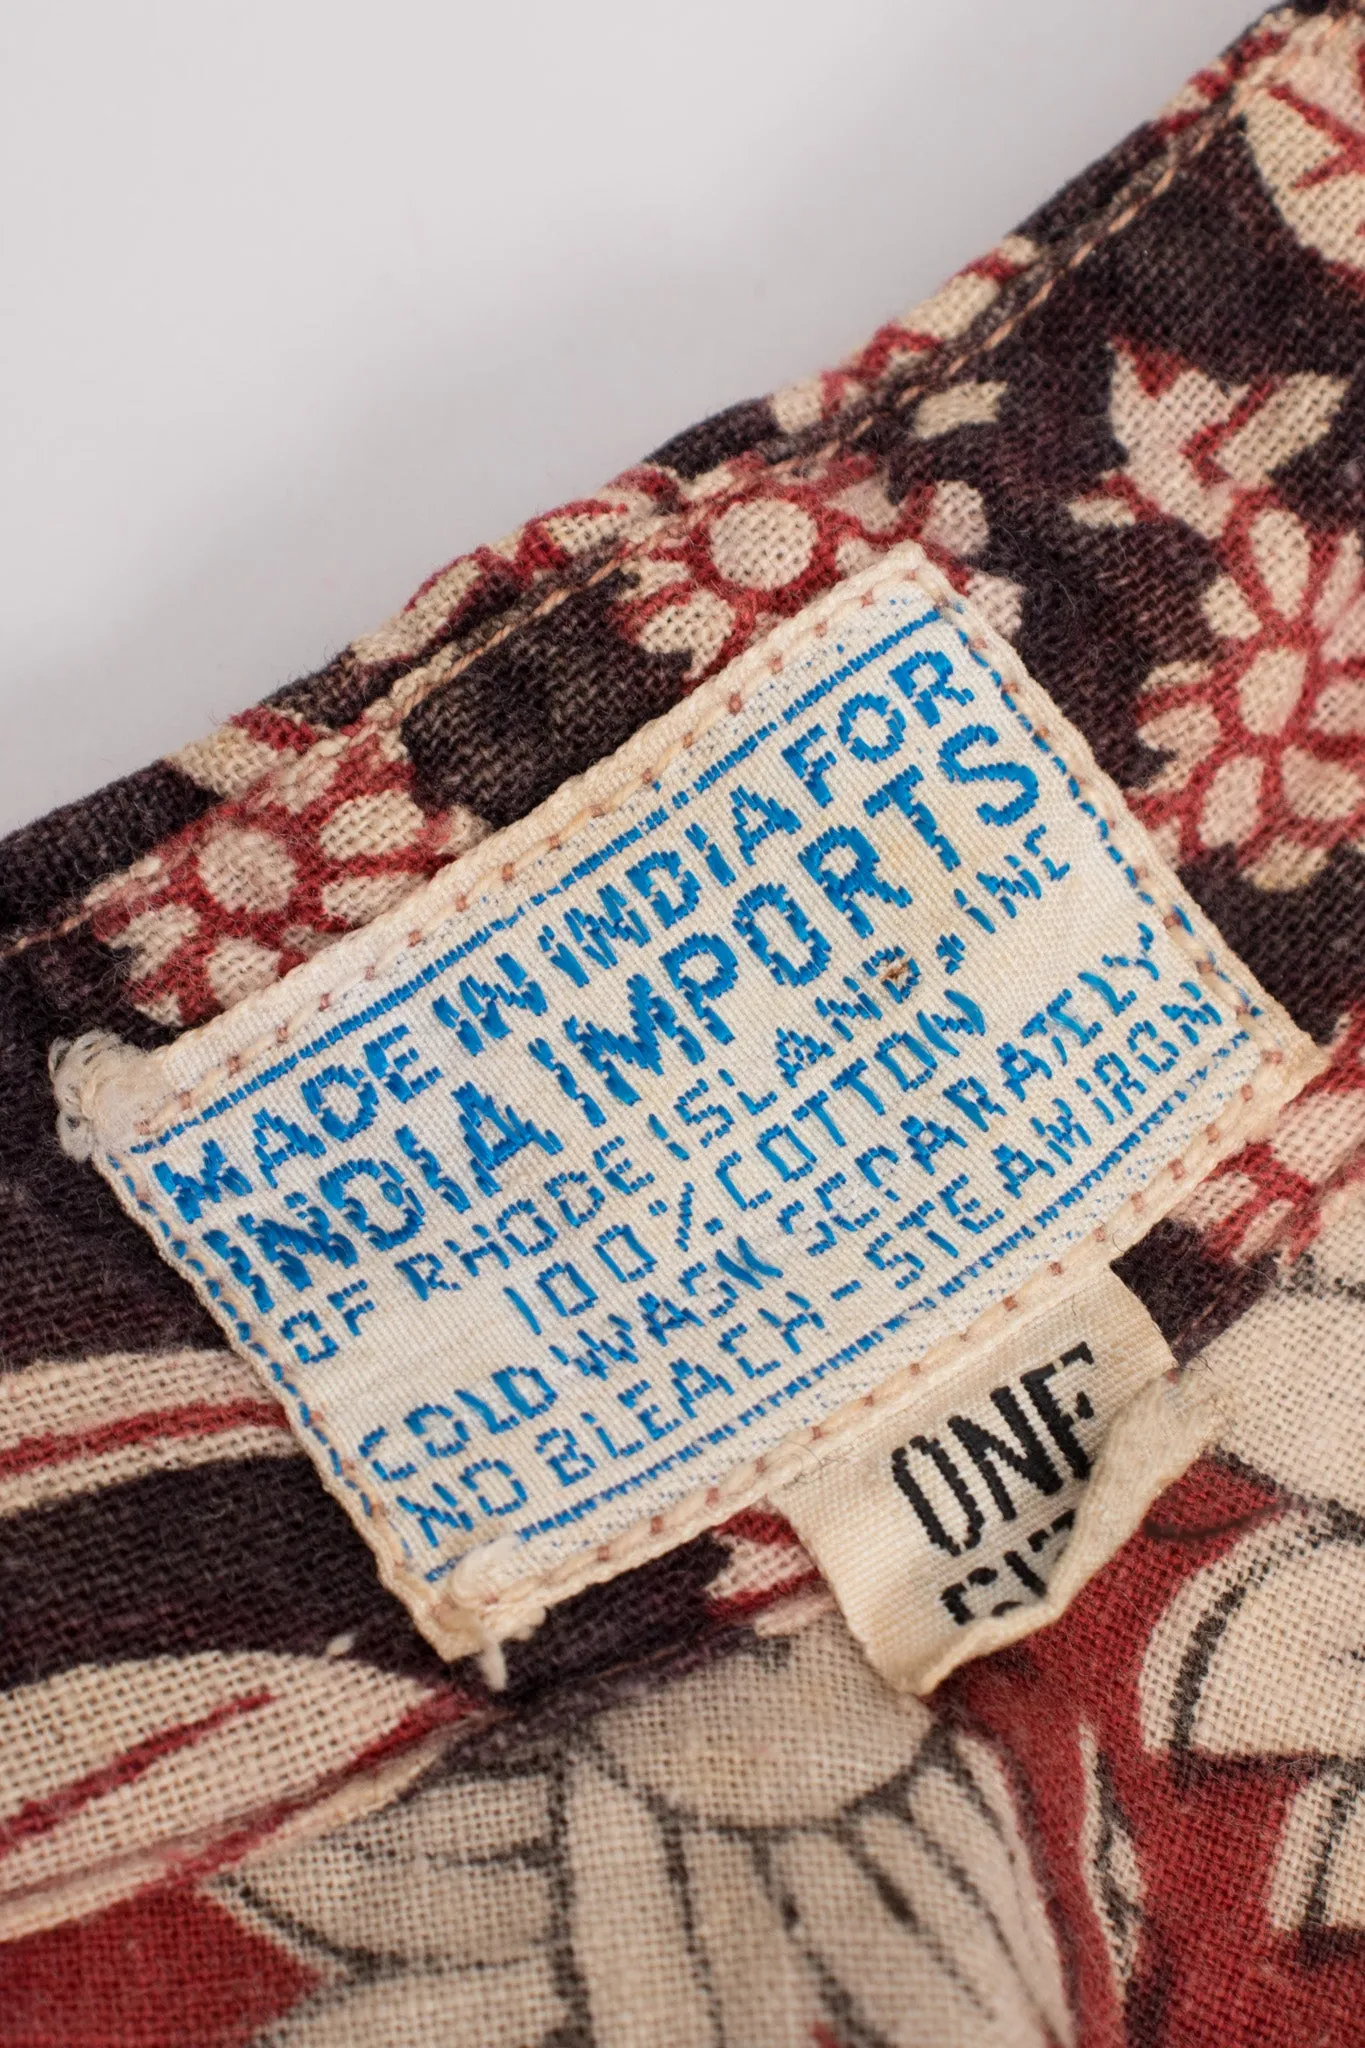 MADE IN INDIA FOR
INDIA IMPORTS
OF RHODE ISLAND, INC
100% COTTON
COLD WASH SEPARATLY
NO BLEACH-STEAM IRON
ONE